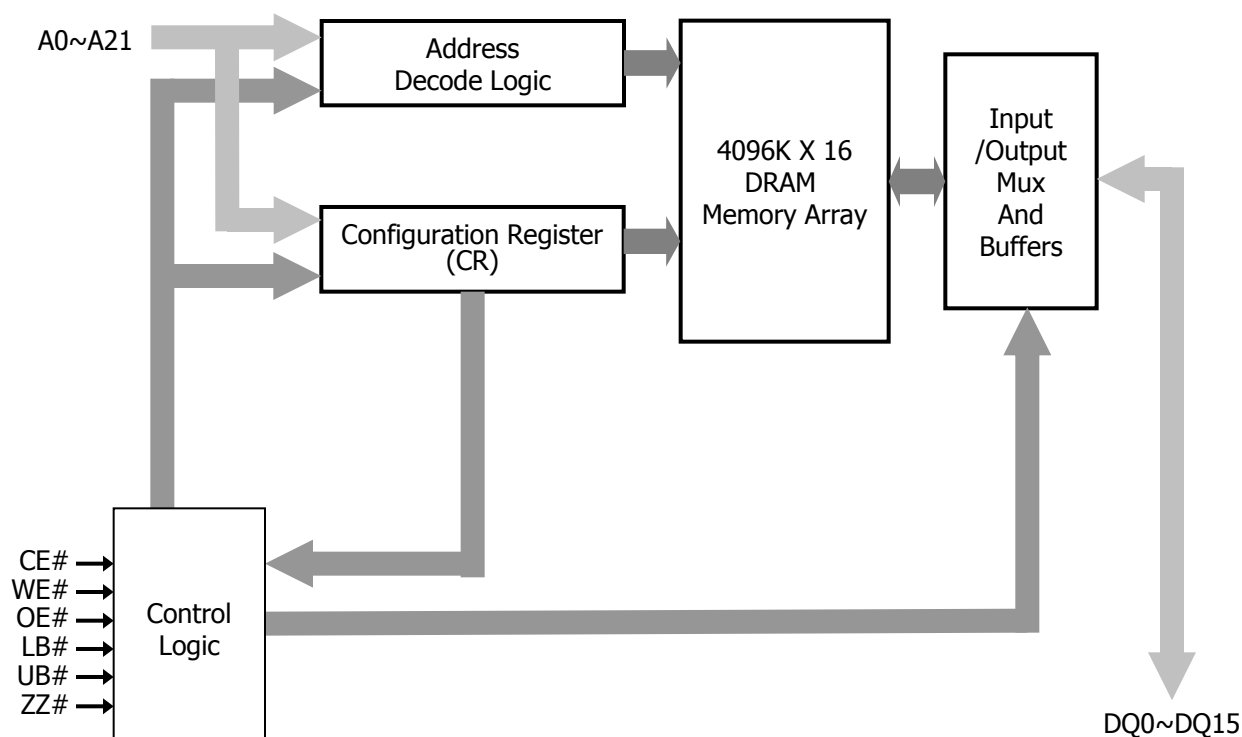 A0~A21
Address
Decode Logic
4096K X 16
DRAM
Memory Array
Input
/Output
Mux
And
Buffers
Configuration Register
(CR)
CE#
WE#
OE#
LB#
UB#
ZZ#
Control
Logic
DQ0~DQ15